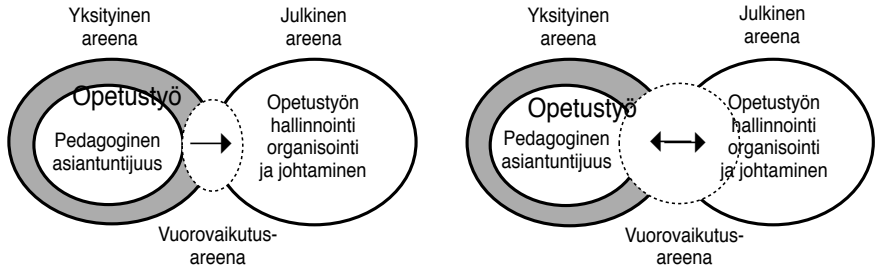 Yksityinen
areena
Julkinen
areena
Opetustyö
Pedagoginen
asiantuntijuus
Opetustyön
hallinnointi
organisointi
ja johtaminen
Vuorovaikutus-
areena
Yksityinen
areena
Julkinen
areena
Opetustyö
Pedagoginen
asiantuntijuus
Opetustyön
hallinnointi
organisointi
ja johtaminen
Vuorovaikutus-
areena